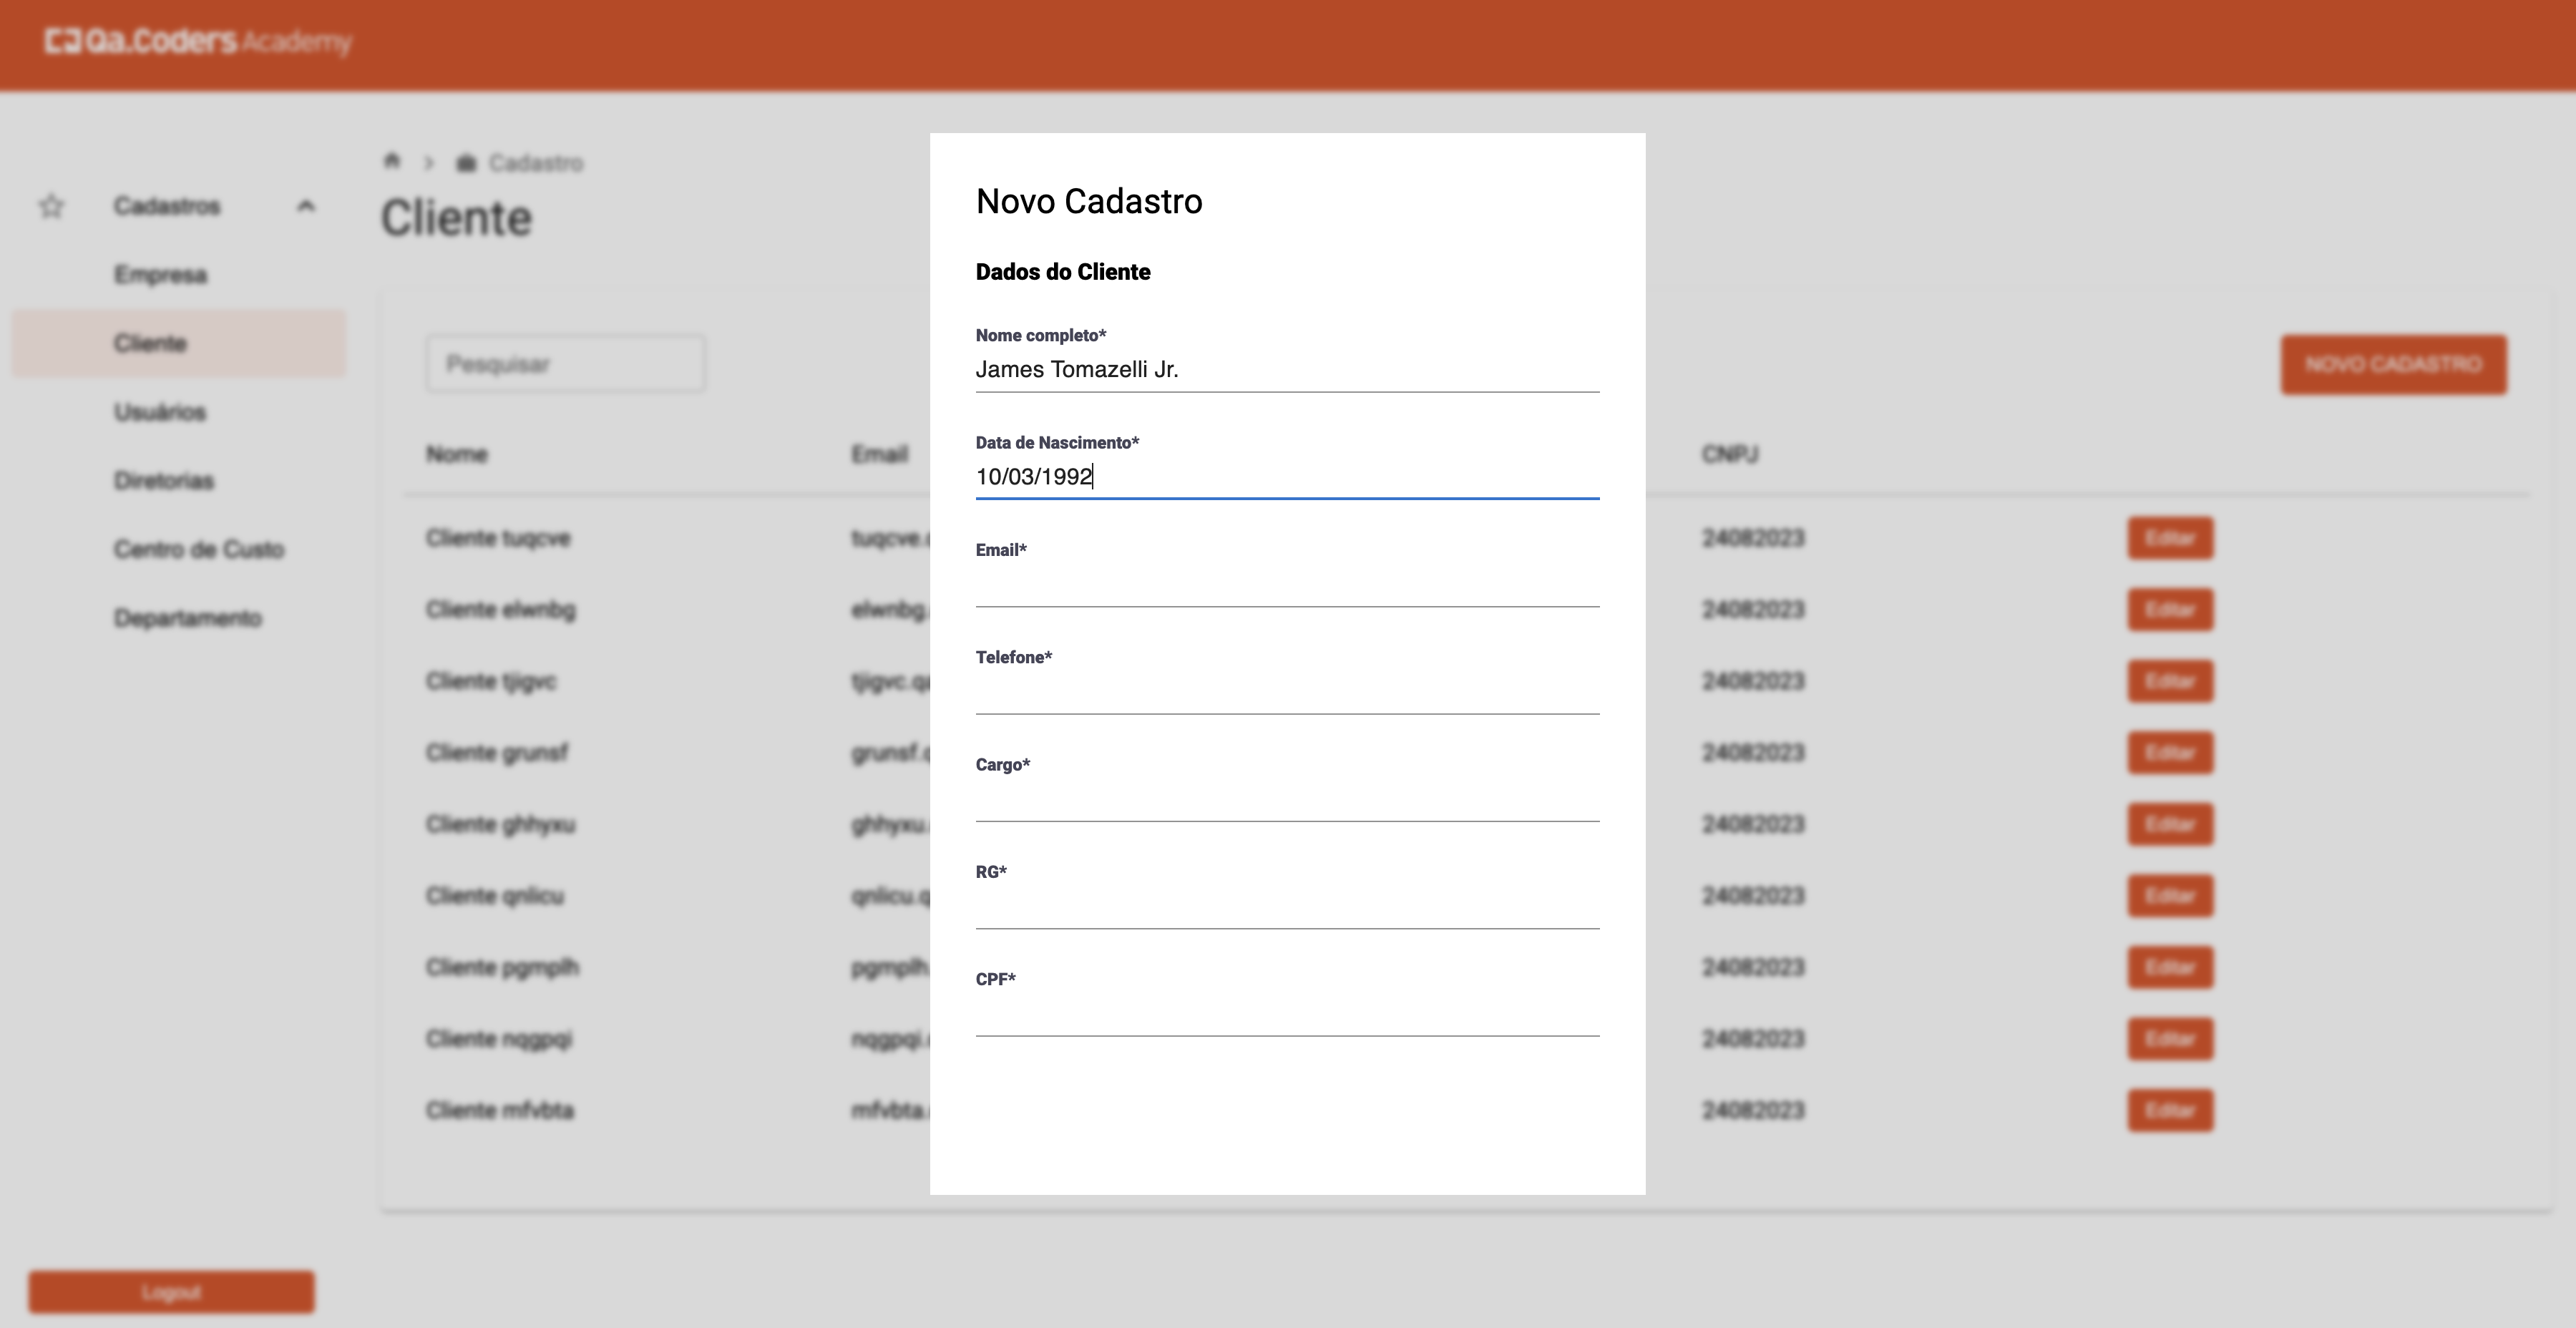 Qa.Coders Academy
Cadastro
Cliente
Cadastros
Empresa
Cliente
Usuários
Diretorias
Centro de Custo
Departamento
Logout
Pesquisar
NOVO CADASTRO
Nome Email CNPJ
Cliente tuqcve tuqcve. 24082023 Editar
Cliente elwnbg elwnbg. 24082023 Editar
Cliente tjigvc tjigvc.q 24082023 Editar
Cliente grunsf grunsf. 24082023 Editar
Cliente ghhyxu ghhyxu. 24082023 Editar
Cliente qnlicu qnlicu.q 24082023 Editar
Cliente pgmplh pgmplh. 24082023 Editar
Cliente nqgpqi nqgpqi. 24082023 Editar
Cliente mfvbta mfvbta. 24082023 Editar
Novo Cadastro
Dados do Cliente
Nome completo*
James Tomazelli Jr.
Data de Nascimento*
10/03/1992
Email*
Telefone*
Cargo*
RG*
CPF*